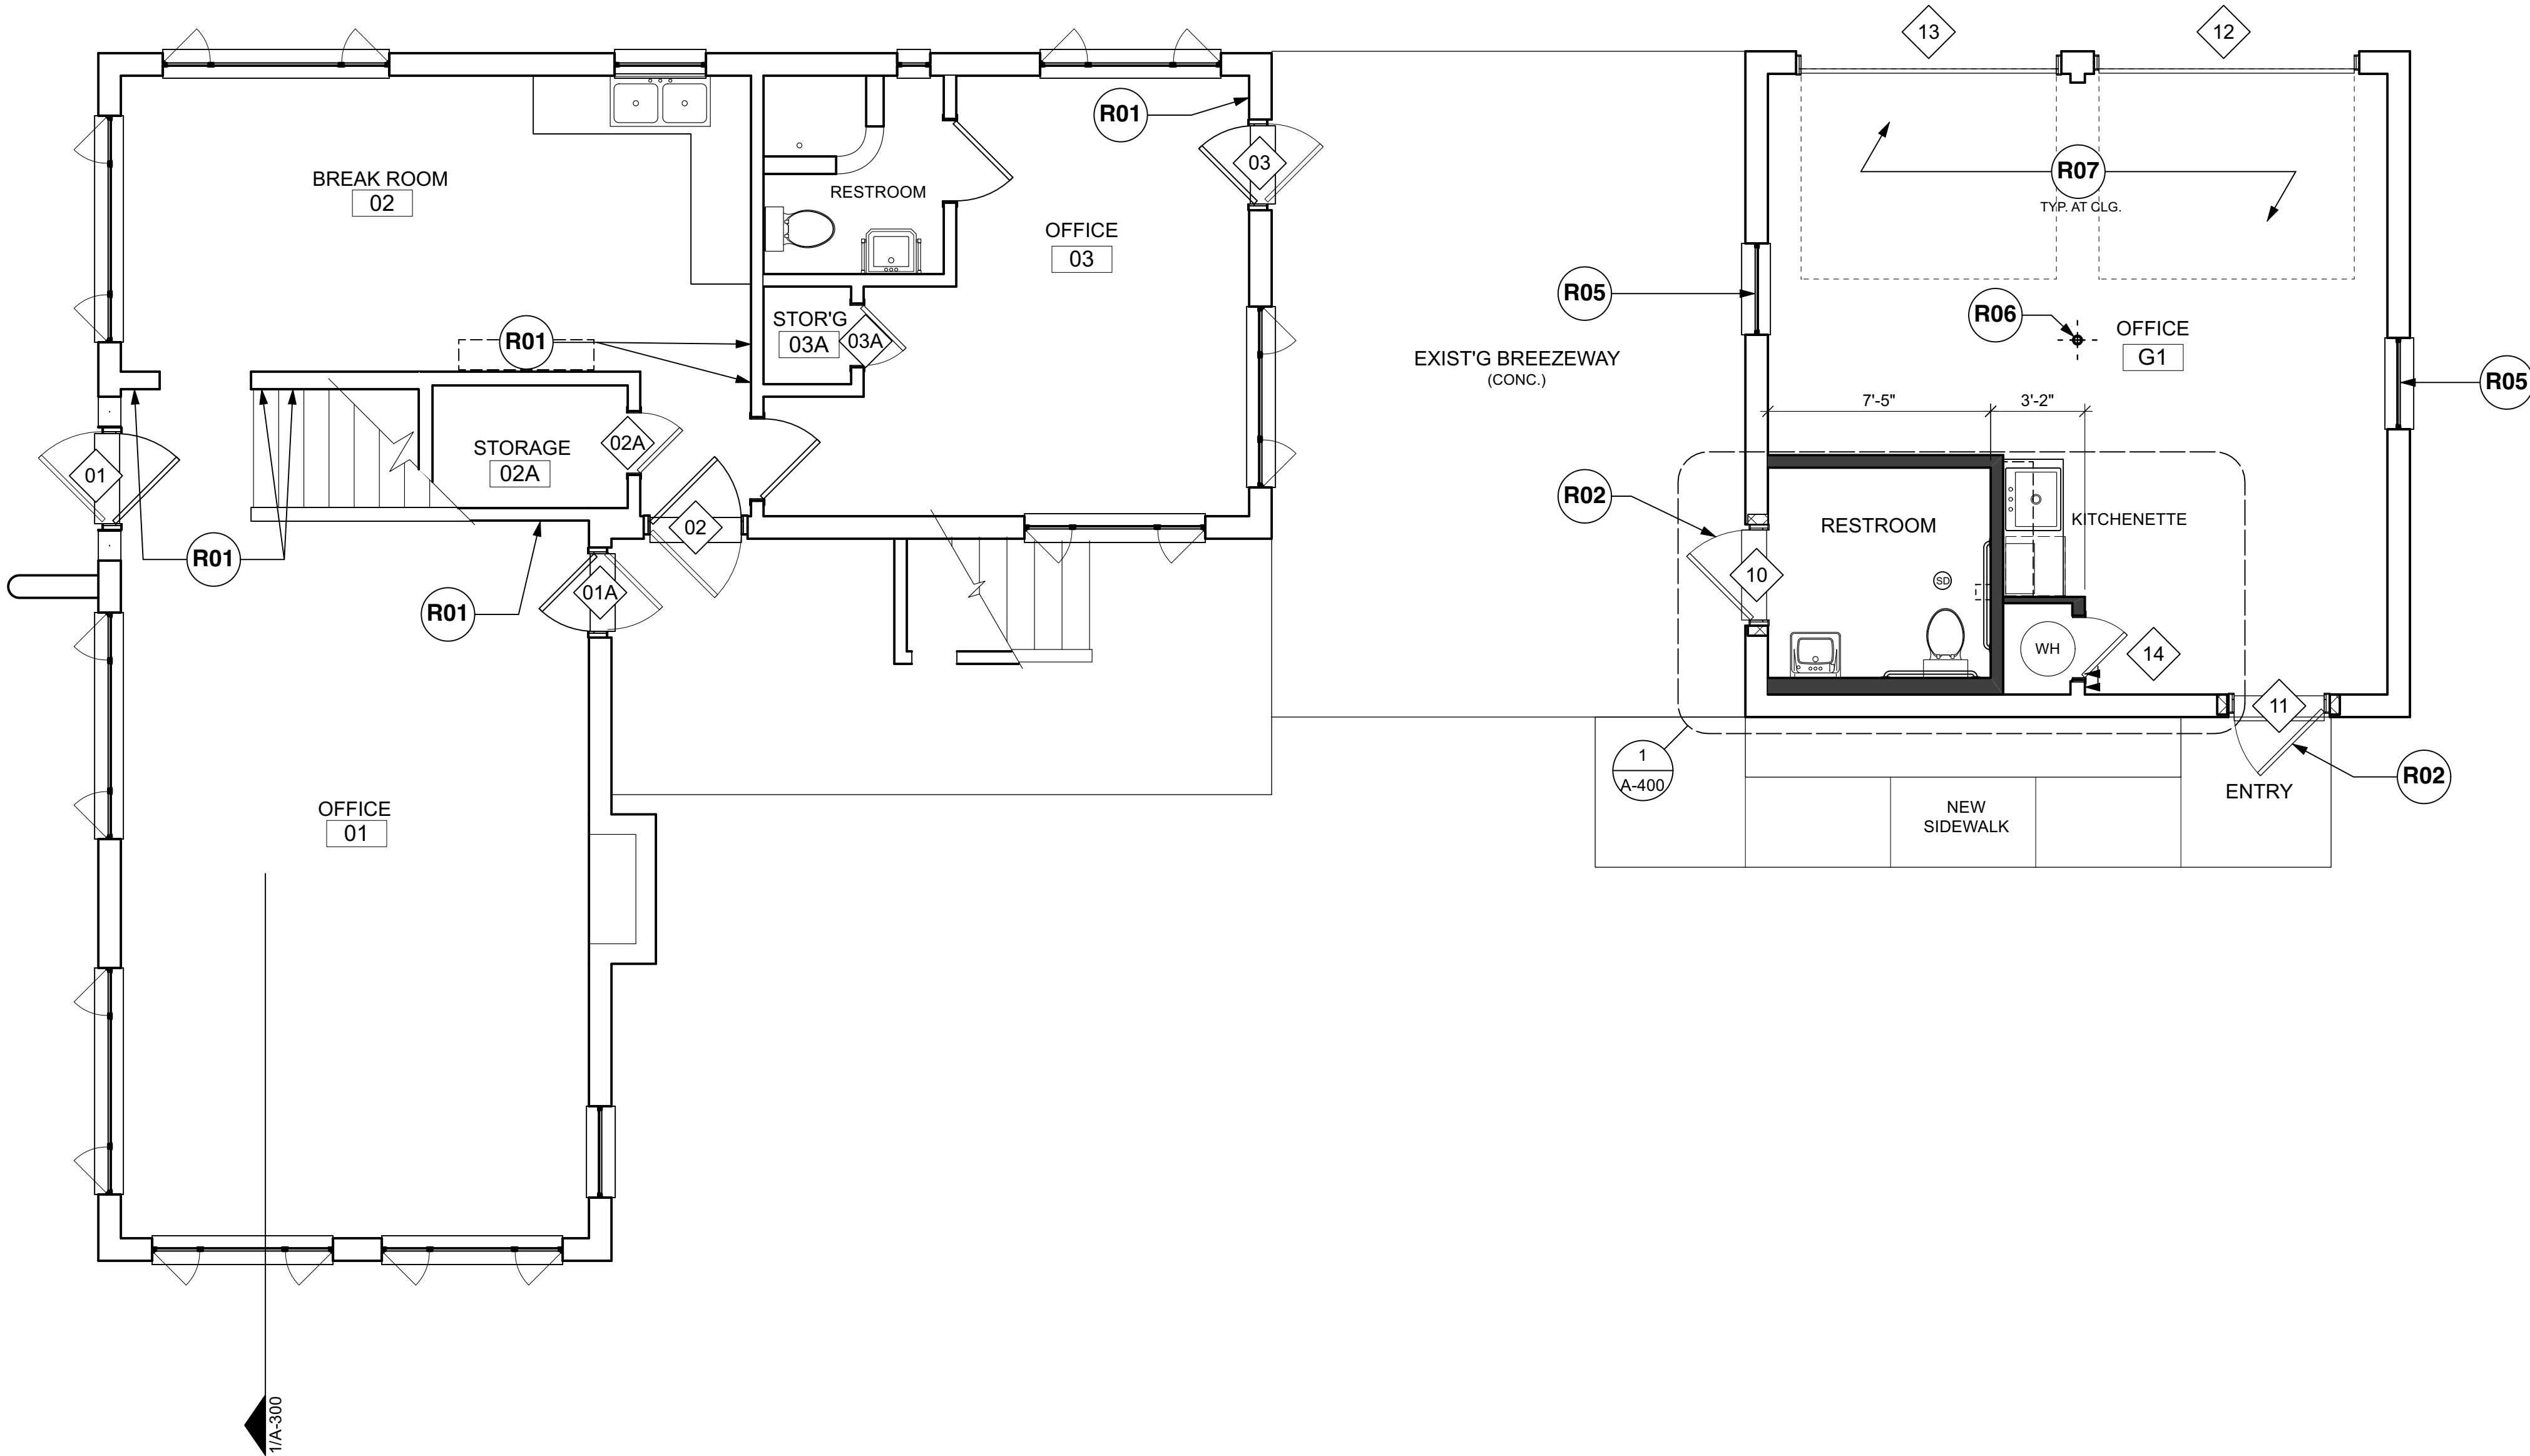 13
12
R01
03
BREAK ROOM
02
RESTROOM
R07
TYP. AT CLG.
OFFICE
03
R05
R06
OFFICE
G1
STOR'G
03A
03A
R01
EXIST'G BREEZEWAY
(CONC.)
R05
7'-5"
3'-2"
STORAGE
02A
02A
01
R02
02
RESTROOM
KITCHENETTE
R01
10
SD
01A
R01
WH
14
11
1
A-400
R02
ENTRY
NEW
SIDEWALK
OFFICE
01
1/A-300